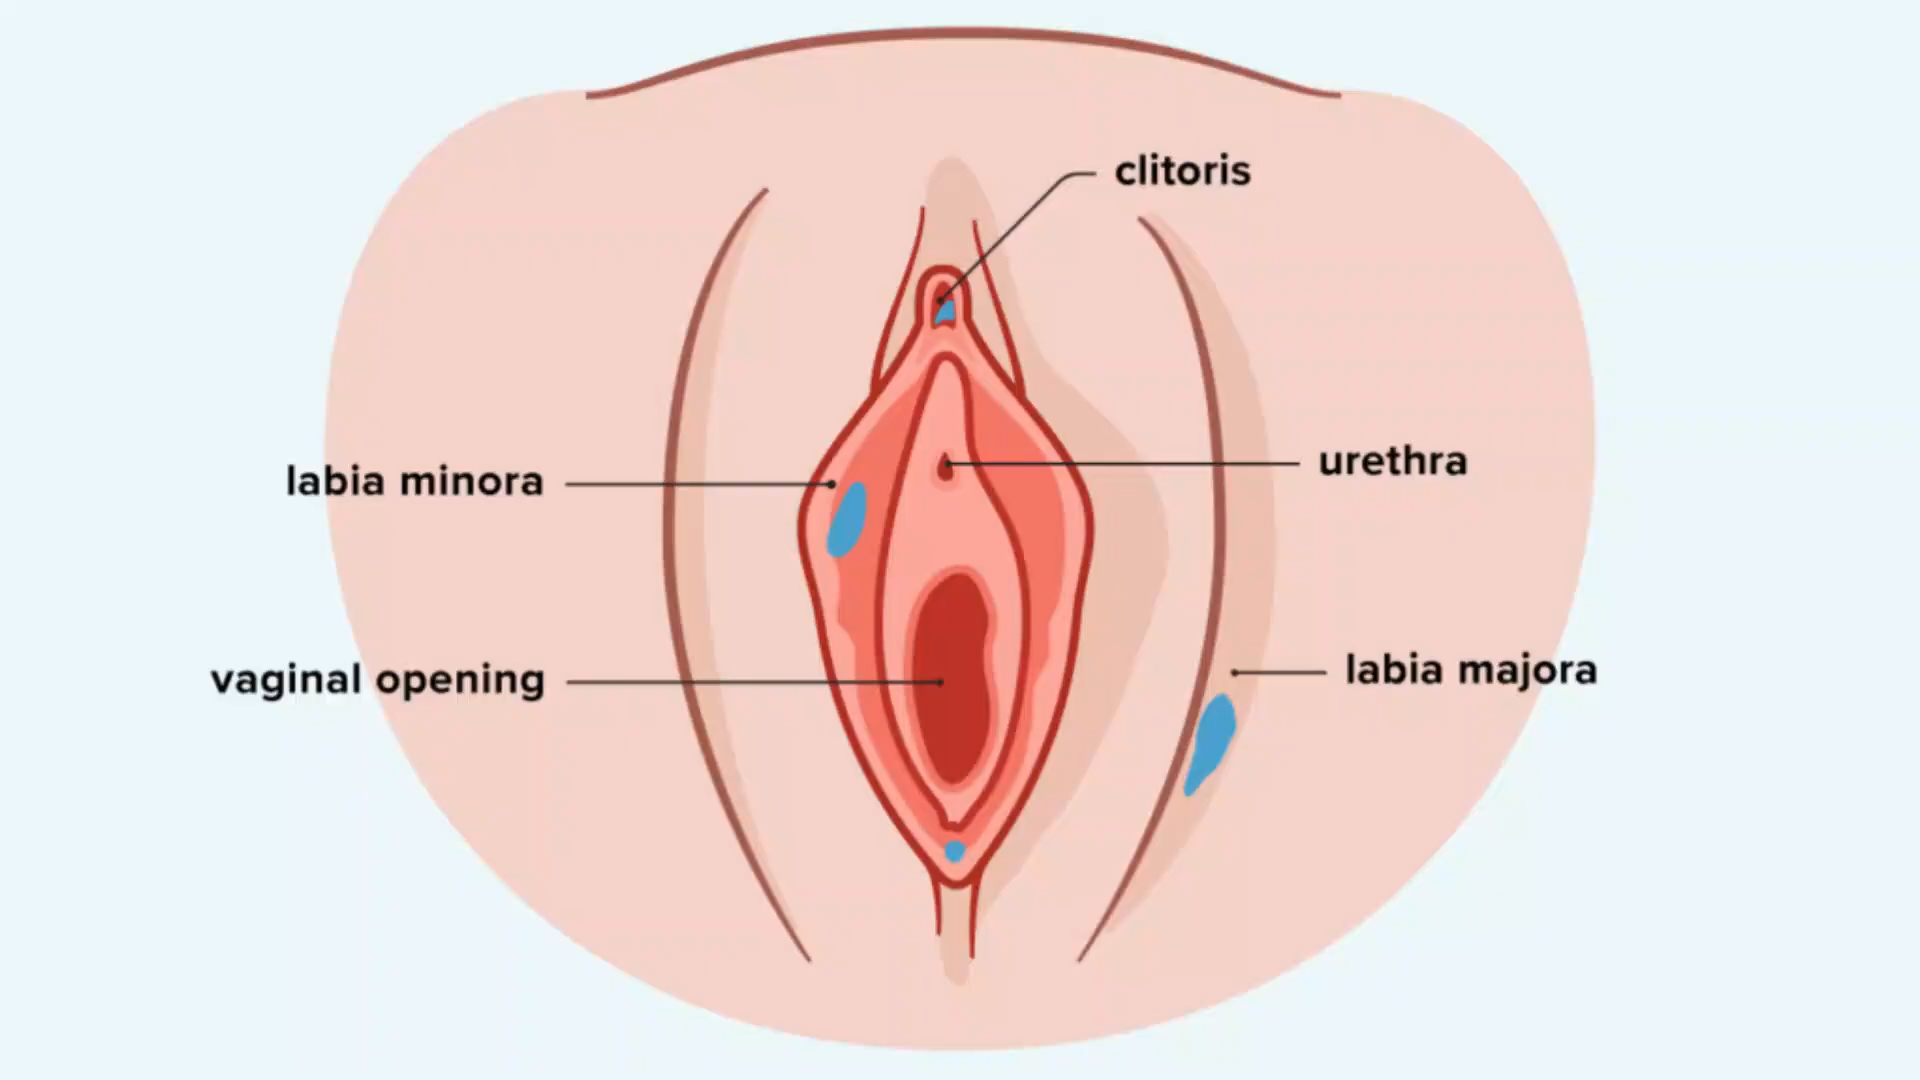 clitoris
urethra
labia minora
labia majora
vaginal opening